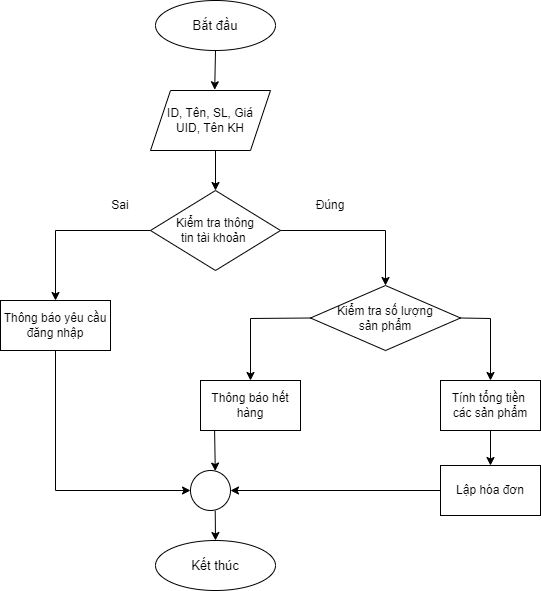 Bắt đầu
ID, Tên, SL, Giá
UID, Tên KH
Sai
Đúng
Kiểm tra thông
tin tài khoản
Thông báo yêu cầu
đăng nhập
Kiểm tra số lượng
sản phẩm
Thông báo hết
hàng
Tính tổng tiền
các sản phẩm
Lập hóa đơn
Kết thúc